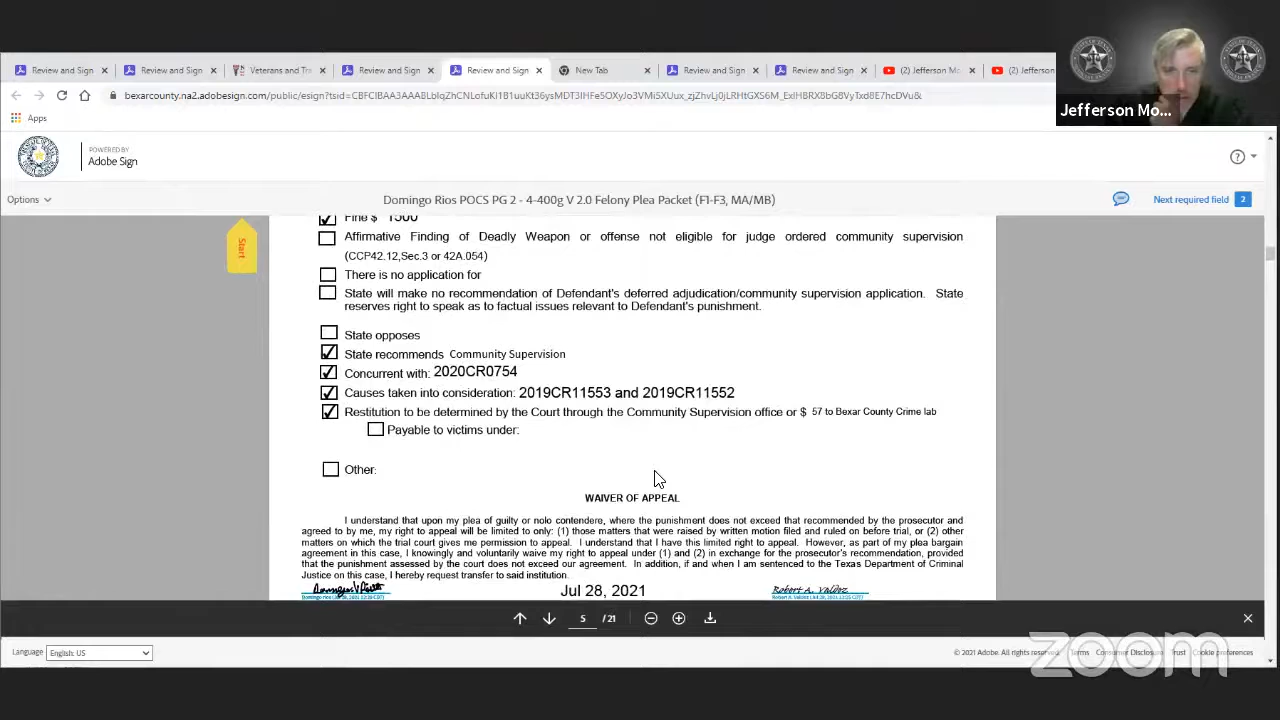 Review and Sign
Review and Sign
Veterans and Tr
Review and Sign
Review and Sign
New Tab
Review and Sign
Review and Sign
(2) Jefferson M
(2) Jefferson
Jefferson Mo...
Apps
POWERED BY
Adobe Sign
Options
Domingo Rios POCS PG 2 - 4-400g V 2.0 Felony Plea Packet (F1-F3, MA/MB)
Next required field 2
Start
Fine $ 1500
Affirmative Finding of Deadly Weapon or offense not eligible for judge ordered community supervision
(CCP42.12,Sec.3 or 42A.054)
There is no application for
State will make no recommendation of Defendant's deferred adjudication/community supervision application. State
reserves right to speak as to factual issues relevant to Defendant's punishment.
State opposes
State recommends Community Supervision
Concurrent with: 2020CR0754
Causes taken into consideration: 2019CR11553 and 2019CR11552
Restitution to be determined by the Court through the Community Supervision office or $ 57 to Bexar County Crime lab
Payable to victims under:
Other:
WAIVER OF APPEAL
I understand that upon my plea of guilty or nolo contendere, where the punishment does not exceed that recommended by the prosecutor and
agreed to by me, my right to appeal will be limited to only: (1) those matters that were raised by written motion filed and ruled on before trial, or (2) other
matters on which the trial court gives me permission to appeal. I understand that I have this limited right to appeal. However, as part of my plea bargain
agreement in this case, I knowingly and voluntarily waive my right to appeal under (1) and (2) in exchange for the prosecutor's recommendation, provided
that the punishment assessed by the court does not exceed our agreement. In addition, if and when I am sentenced to the Texas Department of Criminal
Justice on this case, I hereby request transfer to said institution.
Jul 28, 2021
Robert A. Valdez
5 / 21
Language English: US
© 2021 Adobe. All rights reserved. Terms Consumer Disclosure Trust Cookie preferences
zoom